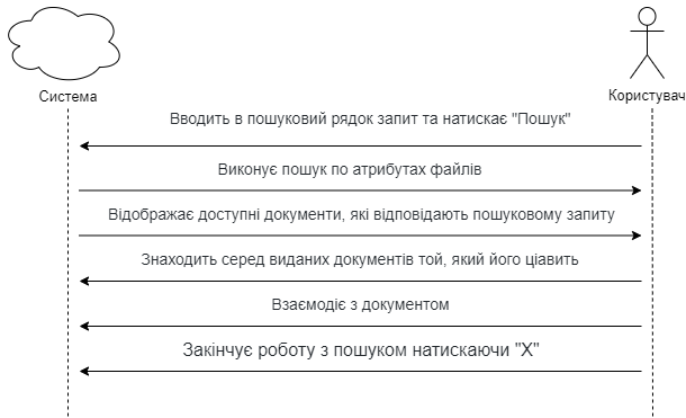 Система
Користувач
Вводить в пошуковий рядок запит та натискає "Пошук"
Виконує пошук по атрибутах файлів
Відображає доступні документи, які відповідають пошуковому запиту
Знаходить серед виданих документів той, який його ціавить
Взаємодіє з документом
Закінчує роботу з пошуком натискаючи "X"